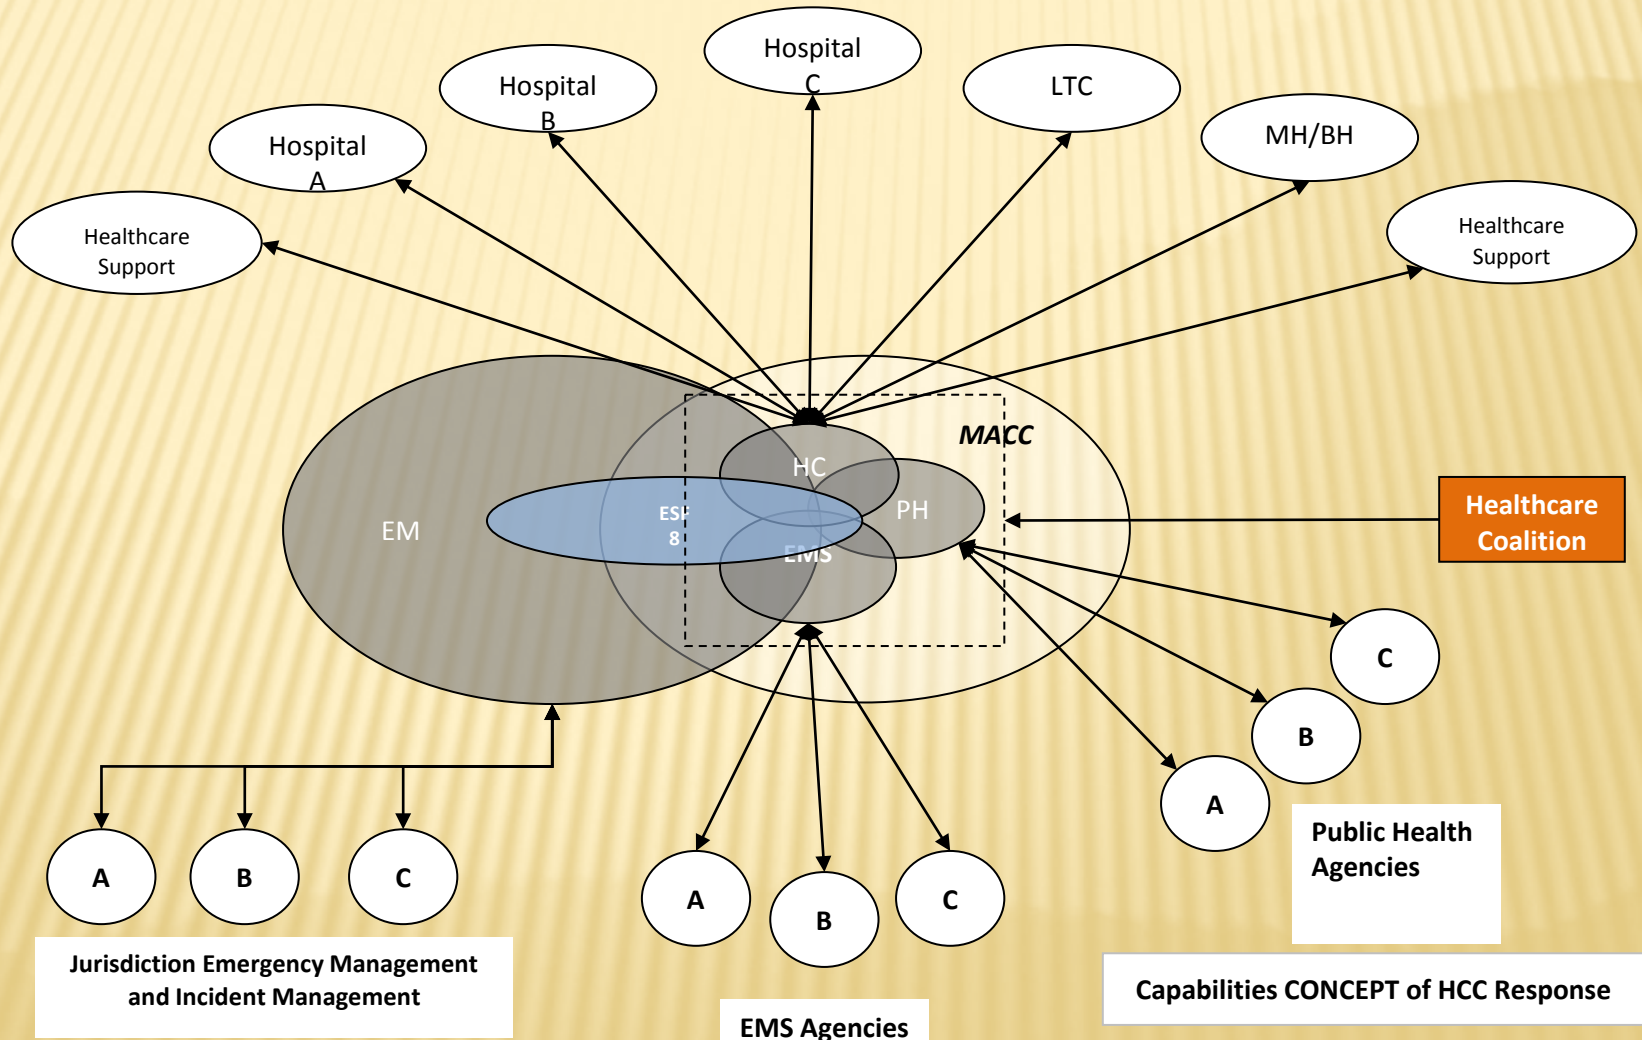 Hospital
C
Hospital
B
LTC
Hospital
A
MH/BH
Healthcare
Support
Healthcare
Support
MACC
HC
PH
EM
ESF
8
EMS
Healthcare
Coalition
C
B
A
Public Health
Agencies
A
B
C
Jurisdiction Emergency Management
and Incident Management
A
B
C
EMS Agencies
Capabilities CONCEPT of HCC Response